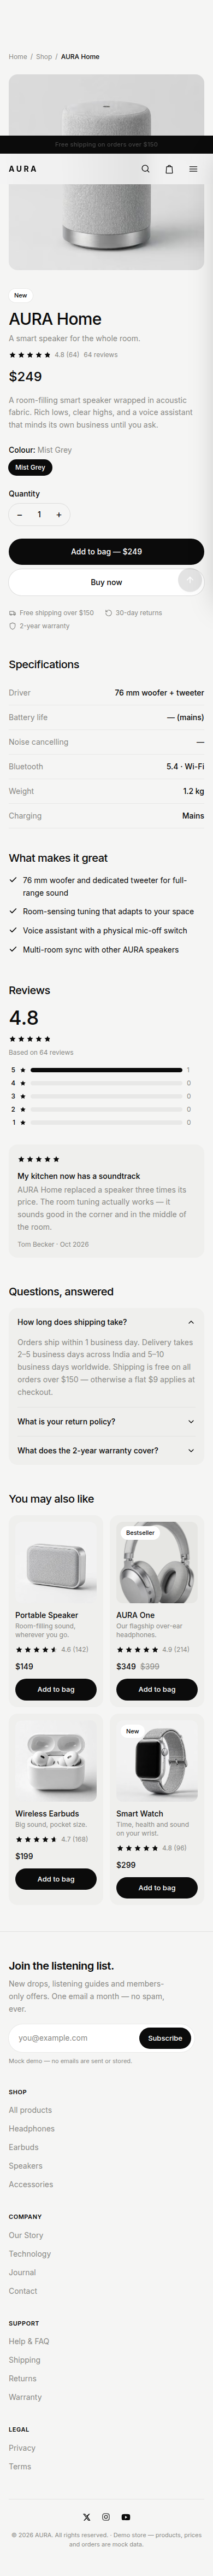 Home / Shop / AURA Home
Free shipping on orders over $150
AURA
New
AURA Home
A smart speaker for the whole room.
4.8 (64) · 64 reviews
$249
A room-filling smart speaker wrapped in acoustic
fabric. Rich lows, clear highs, and a voice assistant
that minds its own business until you ask.
Colour: Mist Grey
Mist Grey
Quantity
− 1 +
Add to bag — $249
Buy now
Free shipping over $150 30-day returns
2-year warranty
Specifications
Driver 76 mm woofer + tweeter
Battery life — (mains)
Noise cancelling —
Bluetooth 5.4 · Wi-Fi
Weight 1.2 kg
Charging Mains
What makes it great
76 mm woofer and dedicated tweeter for full-
range sound
Room-sensing tuning that adapts to your space
Voice assistant with a physical mic-off switch
Multi-room sync with other AURA speakers
Reviews
4.8
Based on 64 reviews
5 1
4 0
3 0
2 0
1 0
My kitchen now has a soundtrack
AURA Home replaced a speaker three times its
price. The room tuning actually works — it
sounds good in the corner and in the middle of
the room.
Tom Becker · Oct 2026
Questions, answered
How long does shipping take?
Orders ship within 1 business day. Delivery takes
2–5 business days across India and 5–10
business days worldwide. Shipping is free on all
orders over $150 — otherwise a flat $9 applies at
checkout.
What is your return policy?
What does the 2-year warranty cover?
You may also like
Portable Speaker
Room-filling sound,
wherever you go.
4.6 (142)
$149
Add to bag
Bestseller
AURA One
Our flagship over-ear
headphones.
4.9 (214)
$349 $399
Add to bag
Wireless Earbuds
Big sound, pocket size.
4.7 (168)
$199
Add to bag
New
Smart Watch
Time, health and sound
on your wrist.
4.8 (96)
$299
Add to bag
Join the listening list.
New drops, listening guides and members-
only offers. One email a month — no spam,
ever.
you@example.com Subscribe
Mock demo — no emails are sent or stored.
SHOP
All products
Headphones
Earbuds
Speakers
Accessories
COMPANY
Our Story
Technology
Journal
Contact
SUPPORT
Help & FAQ
Shipping
Returns
Warranty
LEGAL
Privacy
Terms
© 2026 AURA. All rights reserved. · Demo store — products, prices
and orders are mock data.